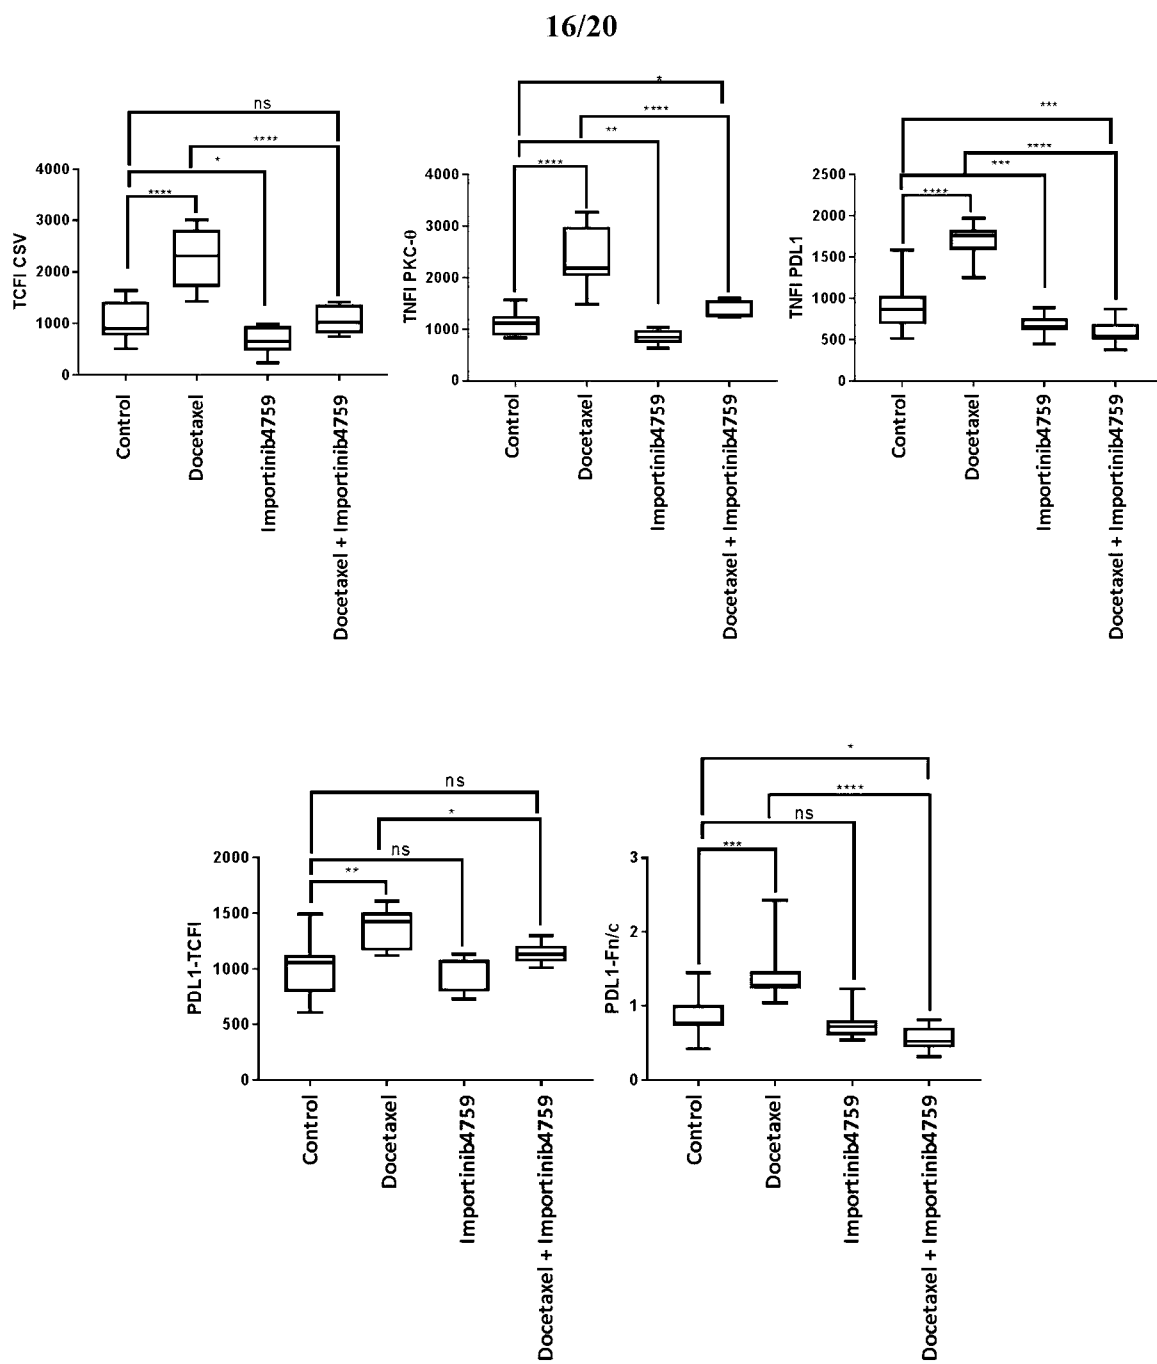 16/20
ns
****
*
****
4000
3000
2000
1000
0
TCFI CSV
Control
Docetaxel
Importinib4759
Docetaxel + Importinib4759
*
****
**
****
4000
3000
2000
1000
0
TNFI PKC-θ
Control
Docetaxel
Importinib4759
Docetaxel + Importinib4759
***
****
***
****
2500
2000
1500
1000
500
0
TNFI PDL1
Control
Docetaxel
Importinib4759
Docetaxel + Importinib4759
ns
*
ns
**
2000
1500
1000
500
0
PDL1-TCFI
Control
Docetaxel
Importinib4759
Docetaxel + Importinib4759
*
****
ns
***
3
2
1
0
PDL1-Fn/c
Control
Docetaxel
Importinib4759
Docetaxel + Importinib4759